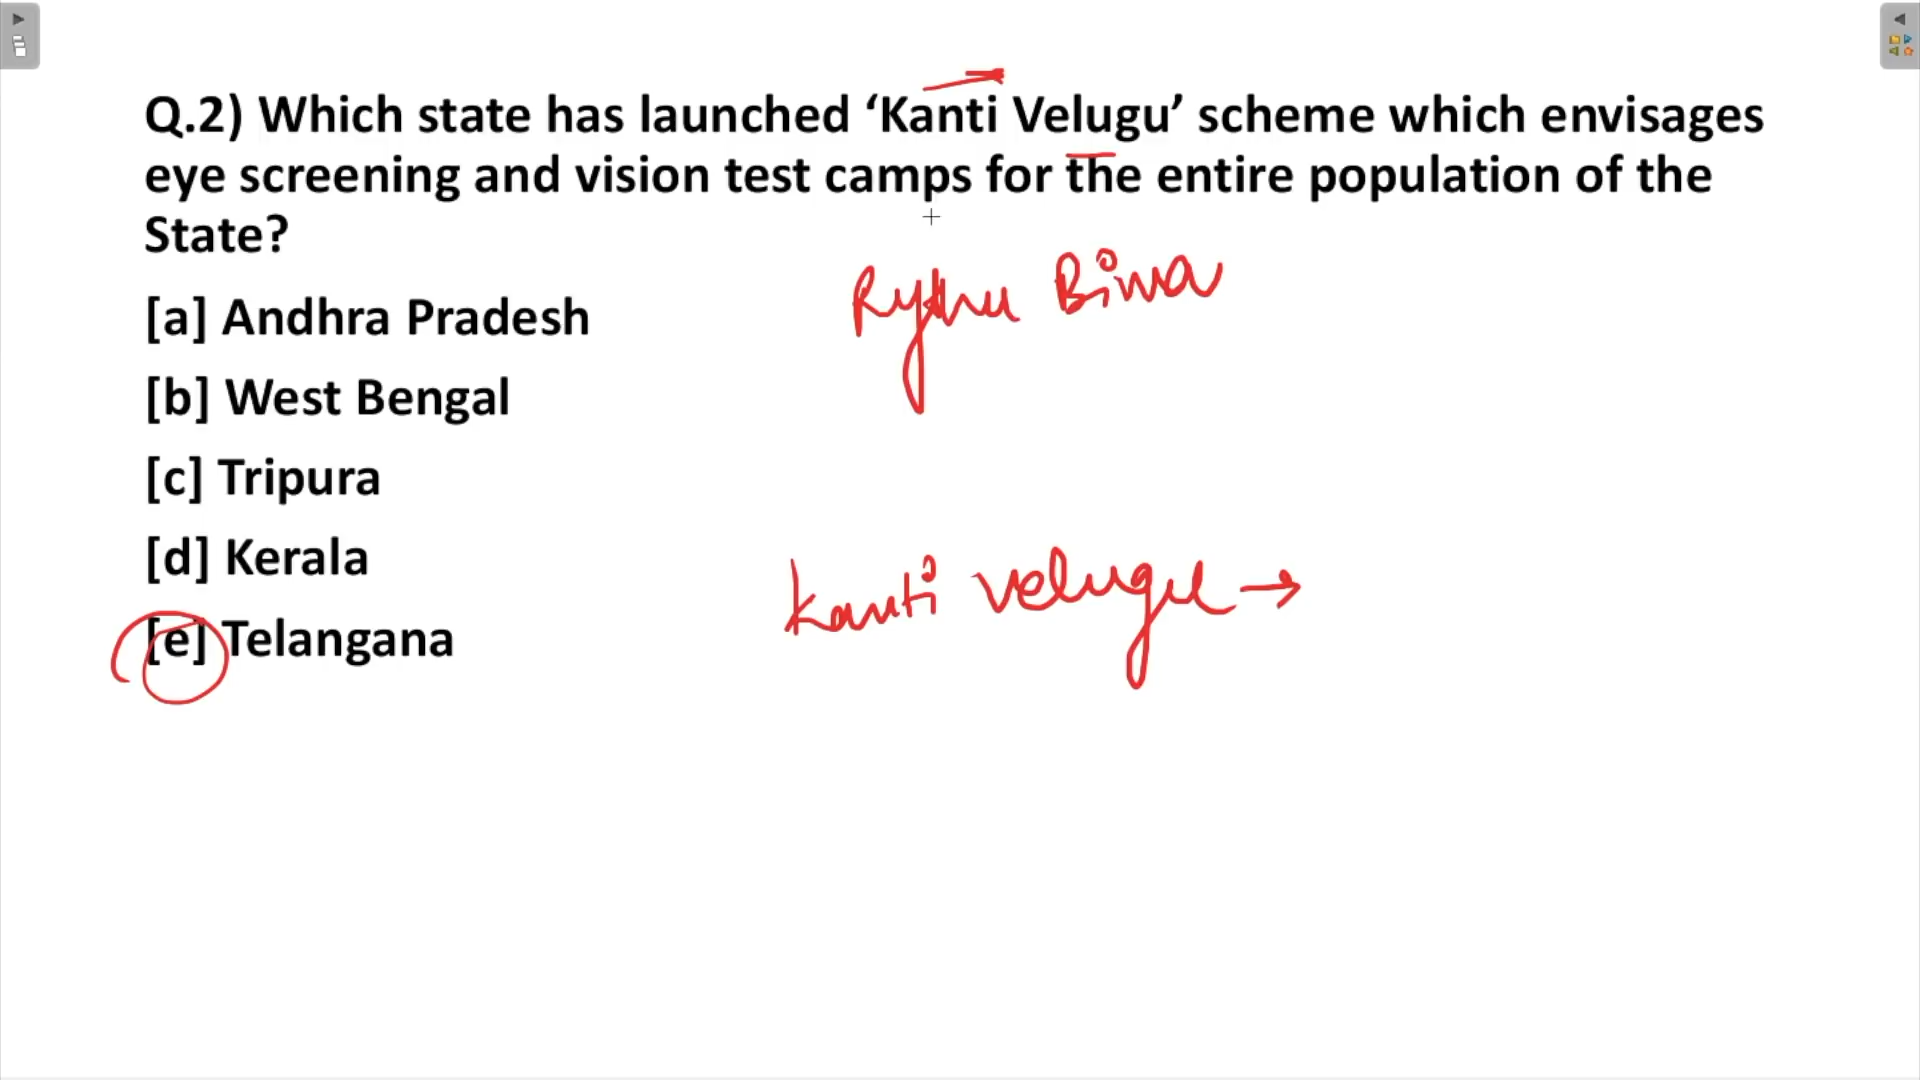 Q.2) Which state has launched ‘Kanti Velugu’ scheme which envisages
eye screening and vision test camps for the entire population of the
State?
Rythu Bima
[a] Andhra Pradesh
[b] West Bengal
[c] Tripura
[d] Kerala
Kanti Velugu →
[e] Telangana